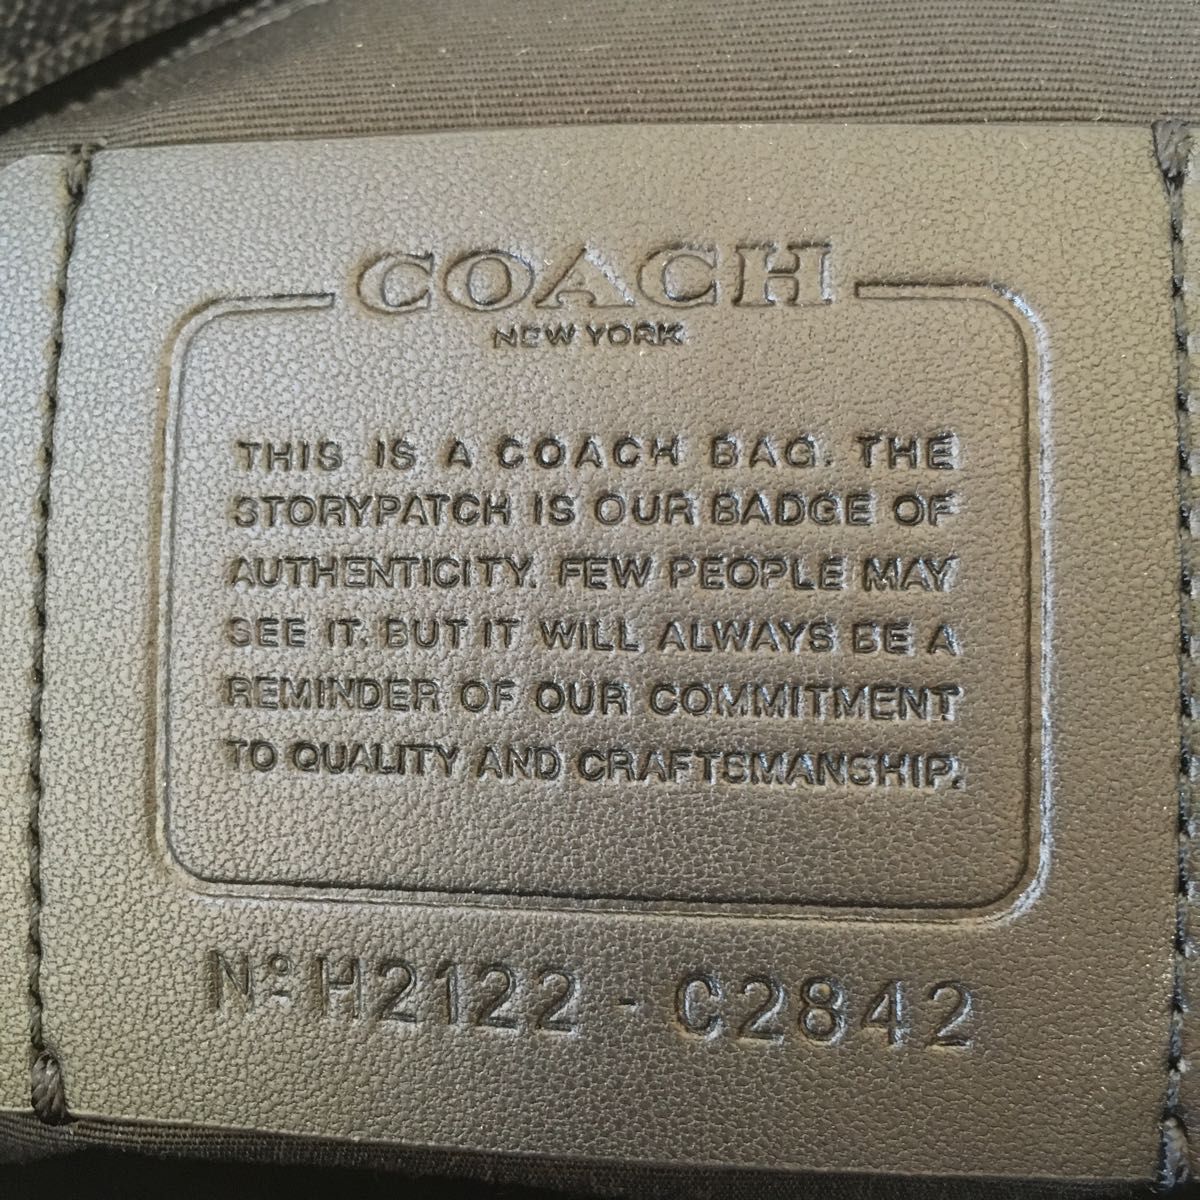 COACH
NEW YORK
THIS IS A COACH BAG. THE
STORYPATCH IS OUR BADGE OF
AUTHENTICITY. FEW PEOPLE MAY
SEE IT. BUT IT WILL ALWAYS BE A
REMINDER OF OUR COMMITMENT
TO QUALITY AND CRAFTSMANSHIP.
Nº H2122 - C2842